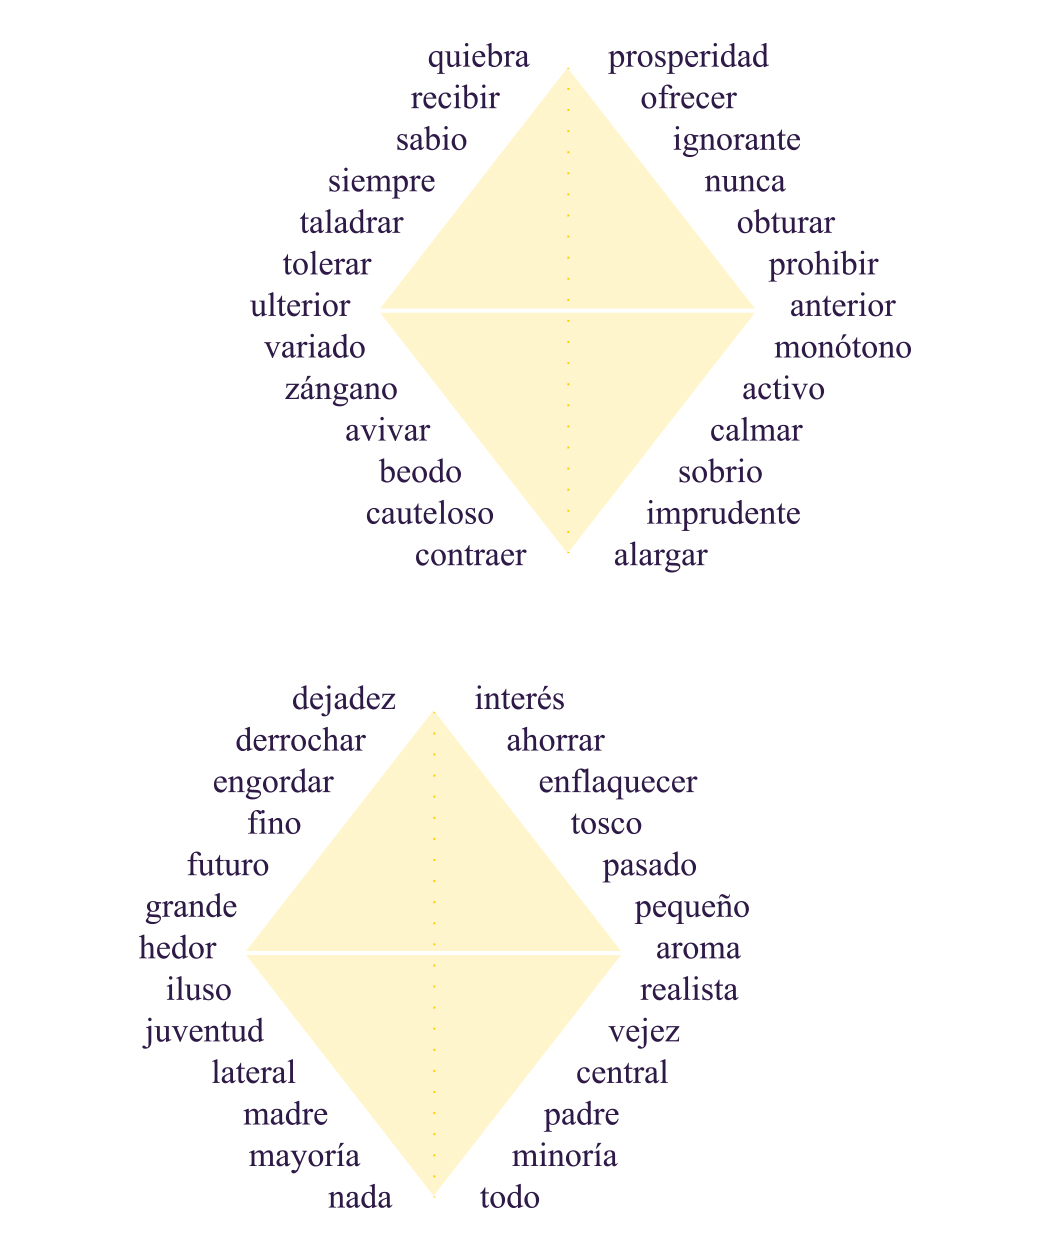 quiebra prosperidad
recibir ofrecer
sabio ignorante
siempre nunca
taladrar obturar
tolerar prohibir
ulterior anterior
variado monótono
zángano activo
avivar calmar
beodo sobrio
cauteloso imprudente
contraer alargar
dejadez interés
derrochar ahorrar
engordar enflaquecer
fino tosco
futuro pasado
grande pequeño
hedor aroma
iluso realista
juventud vejez
lateral central
madre padre
mayoría minoría
nada todo